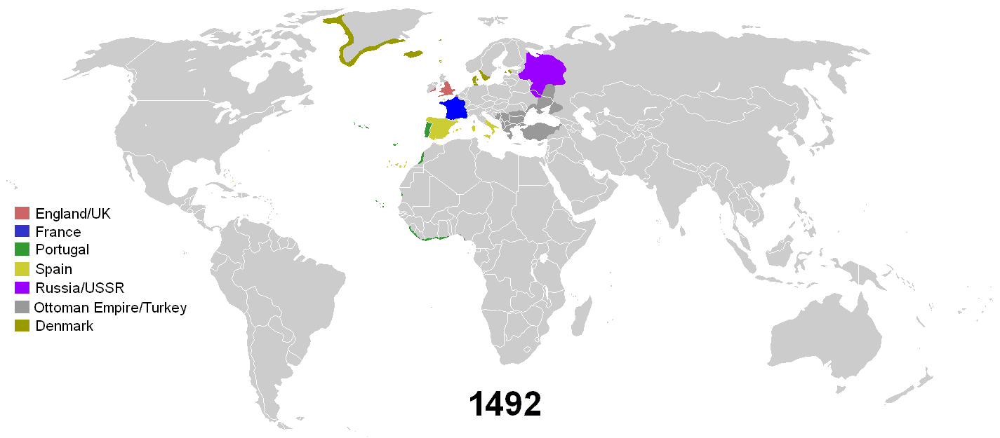 England/UK
France
Portugal
Spain
Russia/USSR
Ottoman Empire/Turkey
Denmark
1492